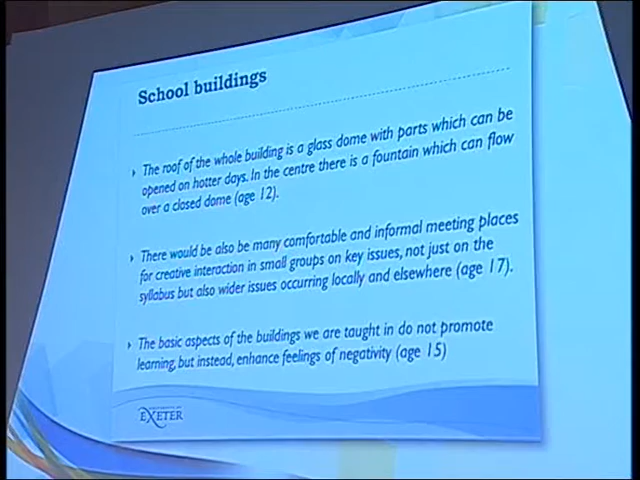 School buildings
The roof of the whole building is a glass dome with parts which can be
opened on hotter days. In the centre there is a fountain which can flow
over a closed dome (age 12).
There would be also be many comfortable and informal meeting places
for creative interaction in small groups on key issues, not just on the
syllabus but also wider issues occurring locally and elsewhere (age 17).
The basic aspects of the buildings we are taught in do not promote
learning, but instead, enhance feelings of negativity (age 15)
EXETER